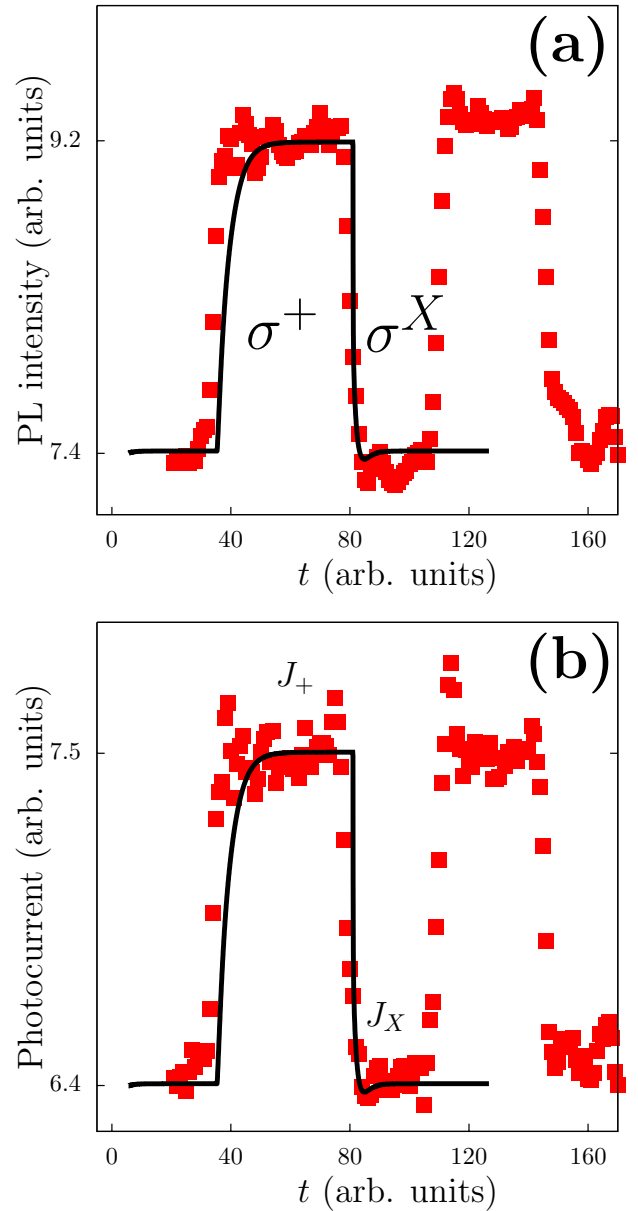 (a)
PL intensity (arb. units)
9.2
7.4
σ⁺ σˣ
0 40 80 120 160
t (arb. units)
(b)
Photocurrent (arb. units)
J₊
7.5
J_X
6.4
0 40 80 120 160
t (arb. units)